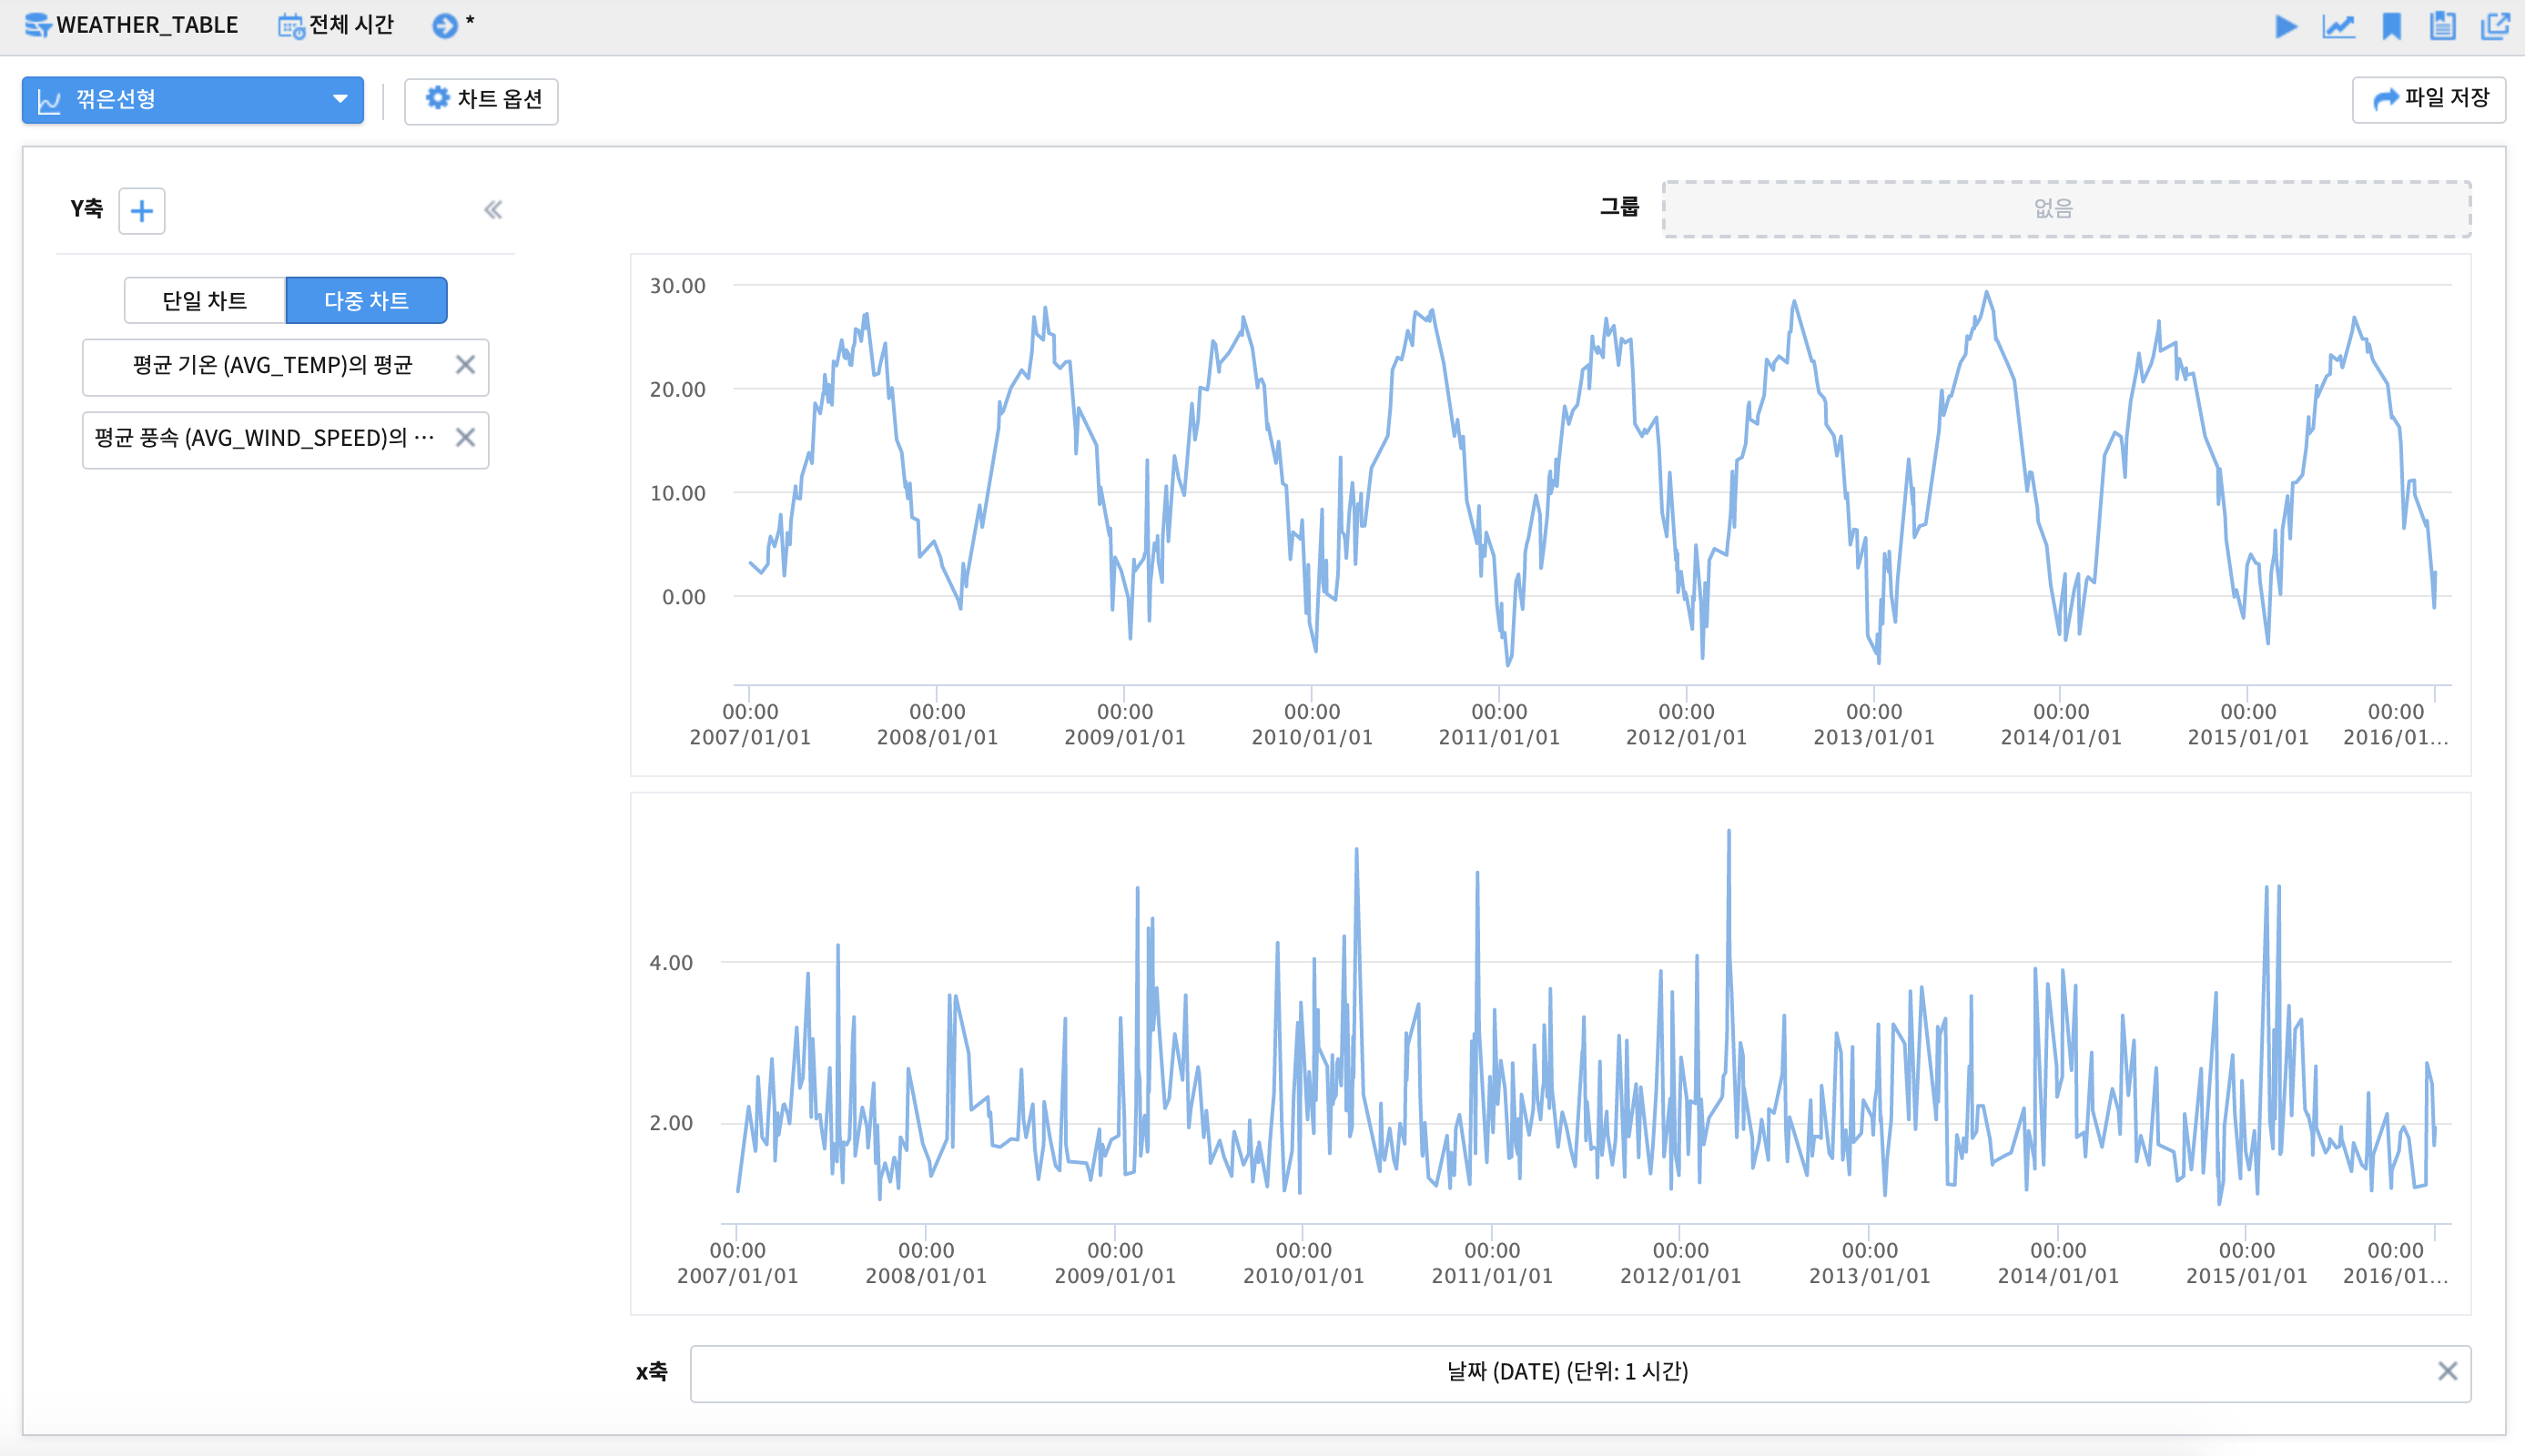 WEATHER_TABLE 전체 시간 *
꺾은선형 차트 옵션 파일 저장
Y축
그룹 없음
단일 차트 다중 차트
평균 기온 (AVG_TEMP)의 평균
평균 풍속 (AVG_WIND_SPEED)의 ···
30.00
20.00
10.00
0.00
00:00 00:00 00:00 00:00 00:00 00:00 00:00 00:00 00:00 00:00
2007/01/01 2008/01/01 2009/01/01 2010/01/01 2011/01/01 2012/01/01 2013/01/01 2014/01/01 2015/01/01 2016/01...
4.00
2.00
00:00 00:00 00:00 00:00 00:00 00:00 00:00 00:00 00:00 00:00
2007/01/01 2008/01/01 2009/01/01 2010/01/01 2011/01/01 2012/01/01 2013/01/01 2014/01/01 2015/01/01 2016/01...
x축 날짜 (DATE) (단위: 1 시간)